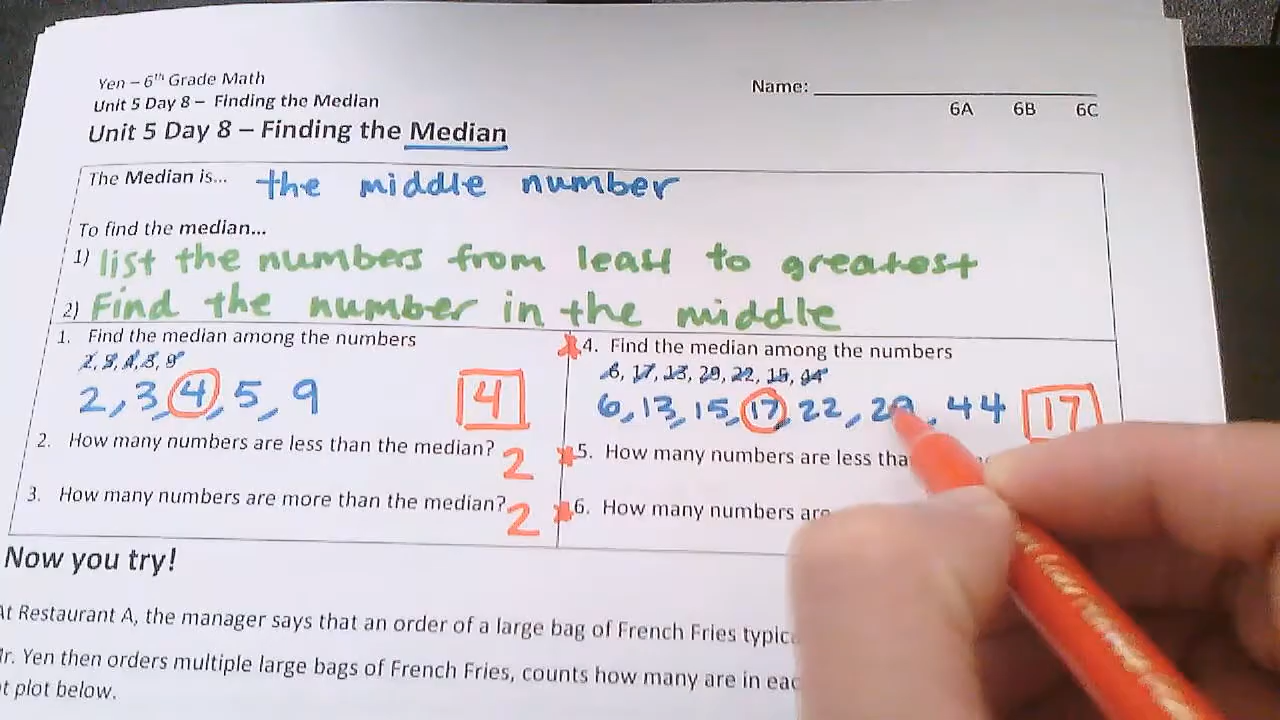 Yen – 6th Grade Math
Name:
Unit 5 Day 8 – Finding the Median
6A 6B 6C
Unit 5 Day 8 – Finding the Median
The Median is... the middle number
To find the median...
1) list the numbers from least to greatest
2) Find the number in the middle
1. Find the median among the numbers
2, 3, 4, 5, 9
4
2. How many numbers are less than the median? 2
3. How many numbers are more than the median? 2
4. Find the median among the numbers
6, 13, 15, 17, 22, 29, 44 17
5. How many numbers are less
6. How many numbers are
Now you try!
At Restaurant A, the manager says that an order of a large bag of French Fries
Mr. Yen then orders multiple large bags of French Fries, counts how many are in
plot below.